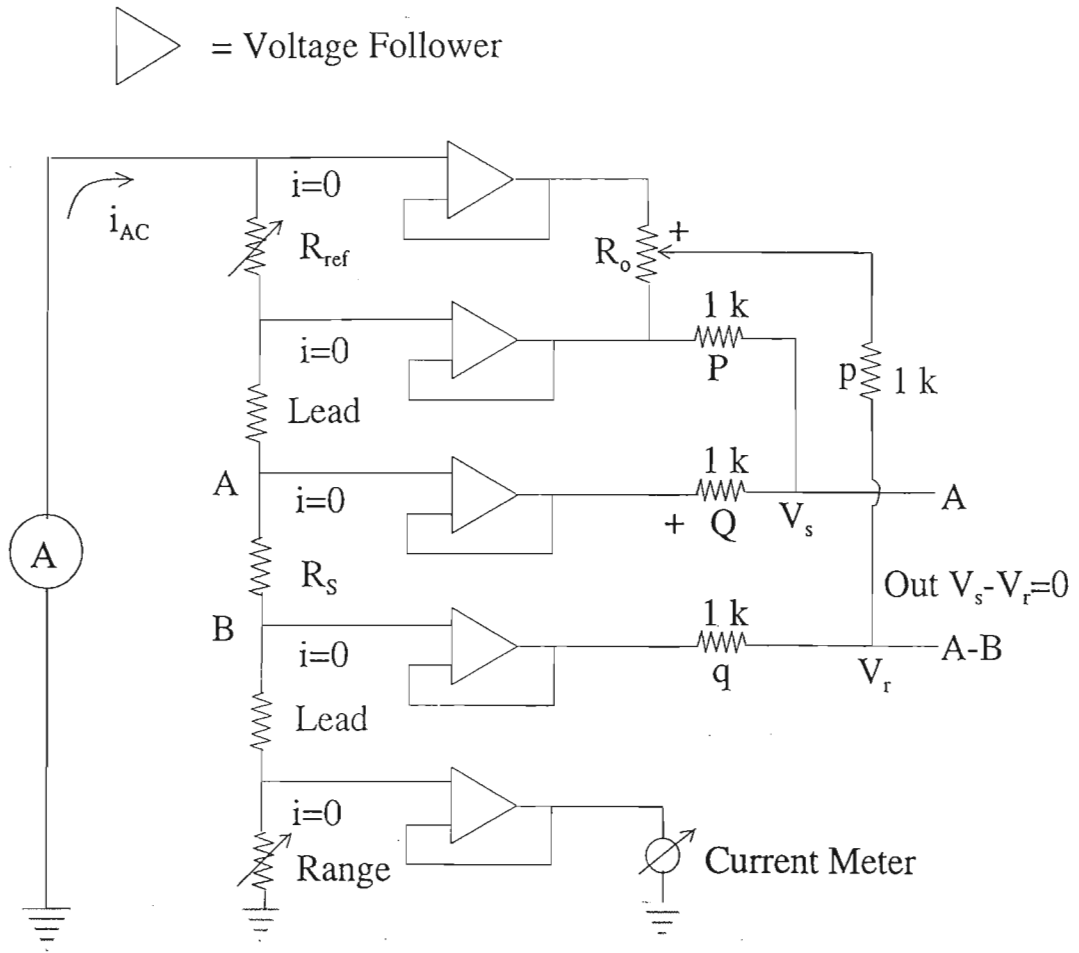 = Voltage Follower
i=0
i_AC
R_ref
R_o
+
i=0
1 k
P
p
1 k
Lead
A
i=0
1 k
+
Q
V_s
A
A
R_S
Out V_s-V_r=0
B
i=0
1 k
q
V_r
A-B
Lead
i=0
Range
Current Meter